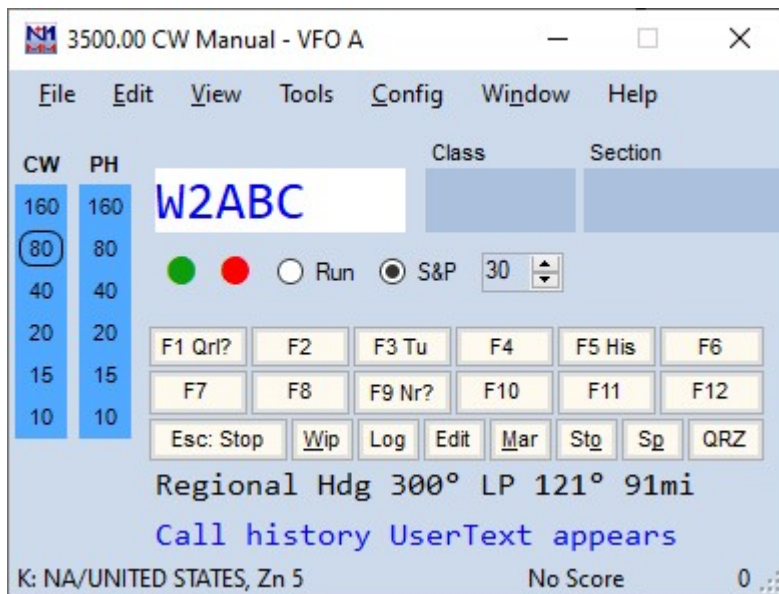 N1 MM 3500.00 CW Manual - VFO A
File Edit View Tools Config Window Help
CW PH Class Section
W2ABC
160 160
80 80
Run S&P 30
40 40
20 20
F1 Qrl? F2 F3 Tu F4 F5 His F6
15 15
F7 F8 F9 Nr? F10 F11 F12
10 10
Esc: Stop Wip Log Edit Mar Sto Sp QRZ
Regional Hdg 300° LP 121° 91mi
Call history UserText appears
K: NA/UNITED STATES, Zn 5 No Score 0